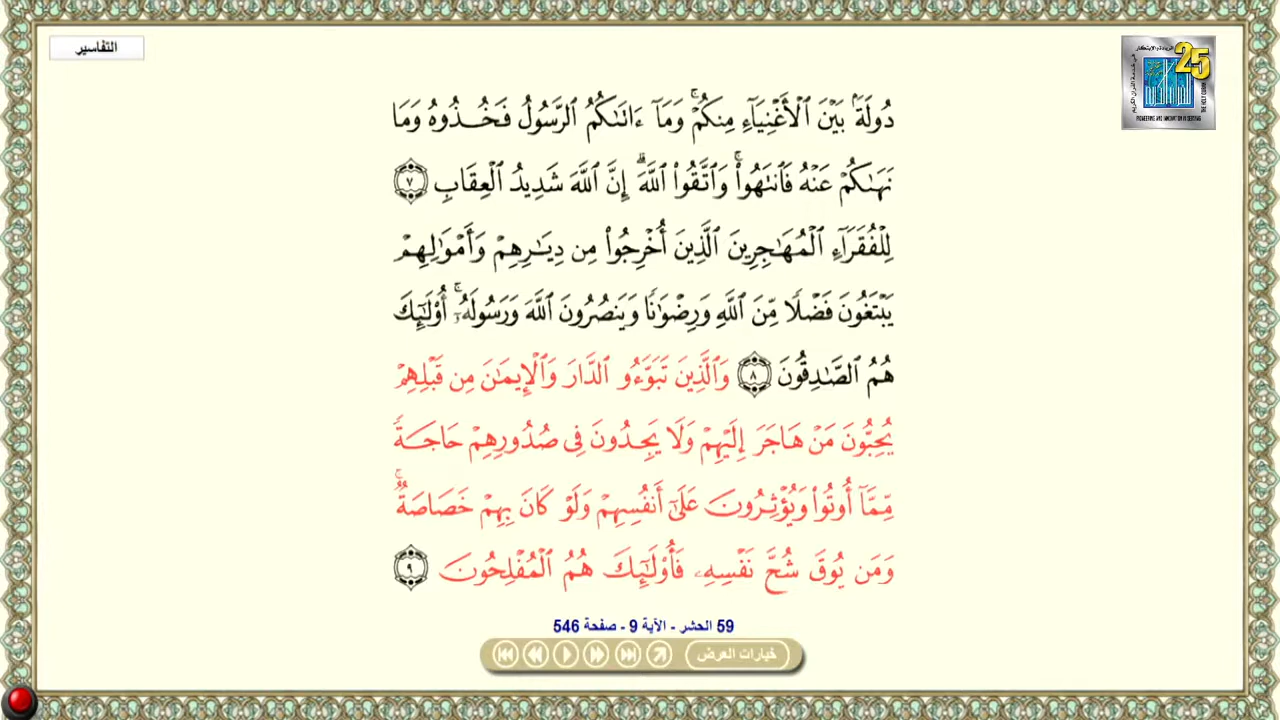 التفاسير
25
دُولَةًۢ بَيْنَ ٱلْأَغْنِيَآءِ مِنكُمْ ۚ وَمَآ ءَاتَىٰكُمُ ٱلرَّسُولُ فَخُذُوهُ وَمَا
نَهَىٰكُمْ عَنْهُ فَٱنتَهُوا۟ ۚ وَٱتَّقُوا۟ ٱللَّهَ ۖ إِنَّ ٱللَّهَ شَدِيدُ ٱلْعِقَابِ ٧
لِلْفُقَرَآءِ ٱلْمُهَٰجِرِينَ ٱلَّذِينَ أُخْرِجُوا۟ مِن دِيَٰرِهِمْ وَأَمْوَٰلِهِمْ
يَبْتَغُونَ فَضْلًا مِّنَ ٱللَّهِ وَرِضْوَٰنًا وَيَنصُرُونَ ٱللَّهَ وَرَسُولَهُۥٓ ۚ أُو۟لَٰٓئِكَ
هُمُ ٱلصَّٰدِقُونَ ٨ وَٱلَّذِينَ تَبَوَّءُو ٱلدَّارَ وَٱلْإِيمَٰنَ مِن قَبْلِهِمْ
يُحِبُّونَ مَنْ هَاجَرَ إِلَيْهِمْ وَلَا يَجِدُونَ فِى صُدُورِهِمْ حَاجَةً
مِّمَّآ أُوتُوا۟ وَيُؤْثِرُونَ عَلَىٰٓ أَنفُسِهِمْ وَلَوْ كَانَ بِهِمْ خَصَاصَةٌ ۚ
وَمَن يُوقَ شُحَّ نَفْسِهِۦ فَأُو۟لَٰٓئِكَ هُمُ ٱلْمُفْلِحُونَ ٩
59 الحشر - الآية 9 - صفحة 546
خيارات العرض